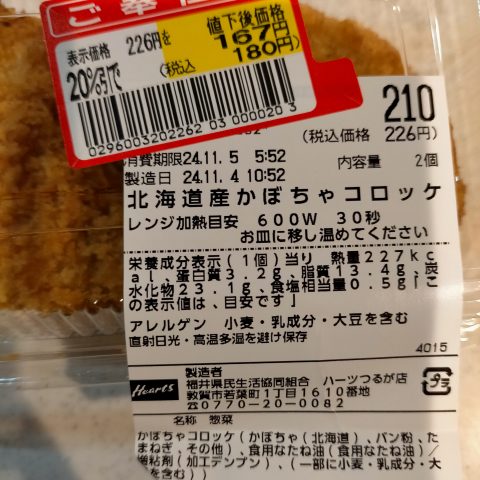 ご奉仕
表示価格 226円を
20%引で
値下後価格
167円
(税込 180円)
0296003202262 03 000020 3
210
(税込価格 226円)
消費期限24.11. 5 5:52
製造日 24.11. 4 10:52
内容量 2個
北海道産かぼちゃコロッケ
レンジ加熱目安 600W 30秒
お皿に移し温めてください
栄養成分表示(1個)当り 熱量227kc
al、蛋白質3.2g、脂質13.4g、炭
水化物23.1g、食塩相当量0.5g「こ
の表示値は、目安です」
アレルゲン 小麦・乳成分・大豆を含む
直射日光・高温多湿を避け保存
4015
製造者
Hearts
福井県民生活協同組合 ハーツつるが店
敦賀市若葉町1丁目1610番地
☎0770-20-0082
プラ
名称 惣菜
かぼちゃコロッケ(かぼちゃ(北海道)、パン粉、た
まねぎ、その他)、食用なたね油(食用なたね油)/
増粘剤(加工デンプン)、(一部に小麦・乳成分・大
を含む)